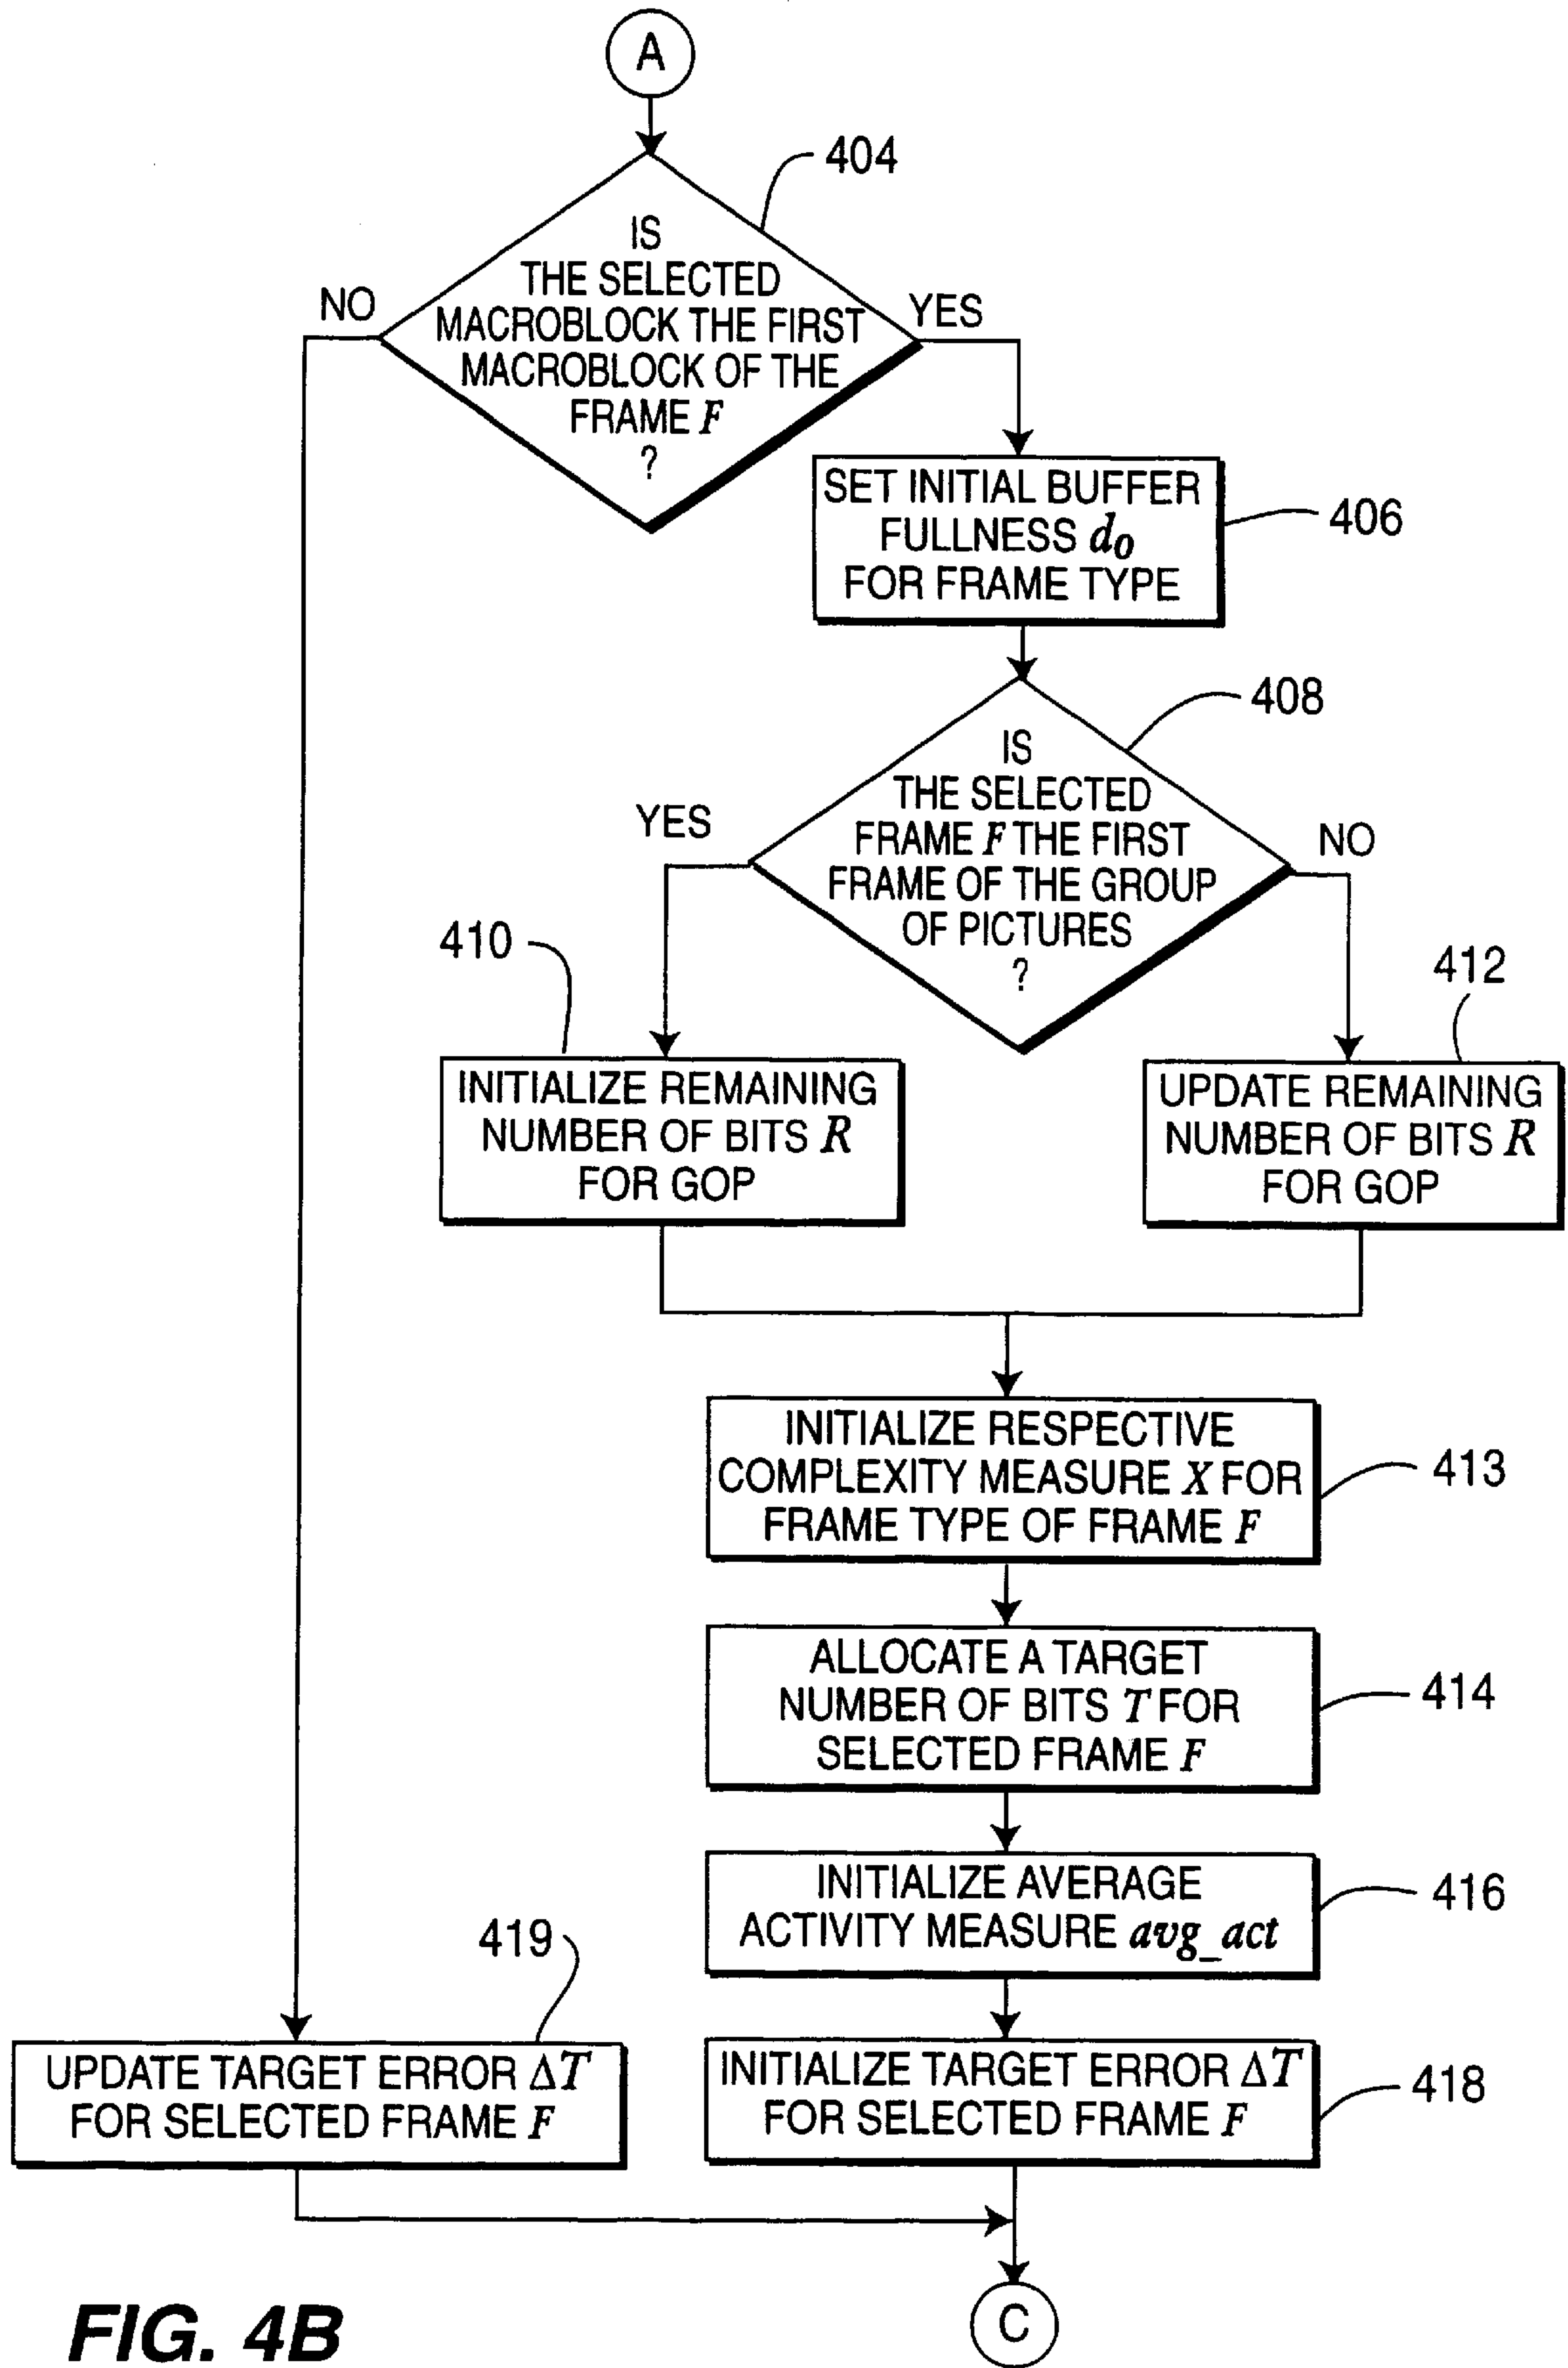 A
404
IS
THE SELECTED
MACROBLOCK THE FIRST
MACROBLOCK OF THE
FRAME F
?
NO
YES
SET INITIAL BUFFER
FULLNESS d0
FOR FRAME TYPE
406
408
IS
THE SELECTED
FRAME F THE FIRST
FRAME OF THE GROUP
OF PICTURES
?
YES
NO
410
412
INITIALIZE REMAINING
NUMBER OF BITS R
FOR GOP
UPDATE REMAINING
NUMBER OF BITS R
FOR GOP
INITIALIZE RESPECTIVE
COMPLEXITY MEASURE X FOR
FRAME TYPE OF FRAME F
413
ALLOCATE A TARGET
NUMBER OF BITS T FOR
SELECTED FRAME F
414
INITIALIZE AVERAGE
ACTIVITY MEASURE avg_act
416
419
UPDATE TARGET ERROR ΔT
FOR SELECTED FRAME F
INITIALIZE TARGET ERROR ΔT
FOR SELECTED FRAME F
418
C
FIG. 4B